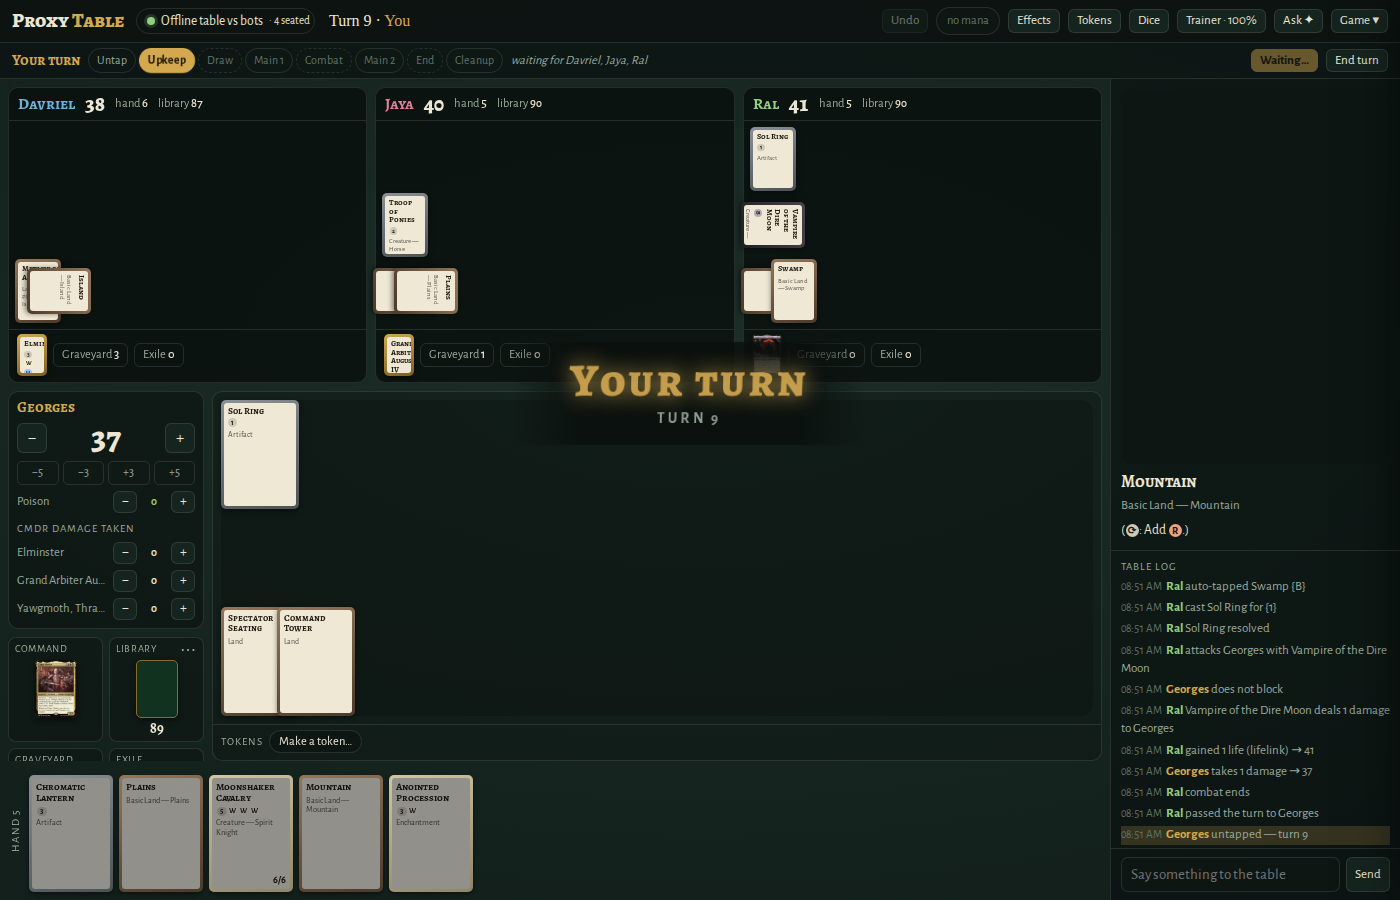 Proxy Table
Offline table vs bots · 4 seated
Turn 9 · You
Undo
no mana
Effects
Tokens
Dice
Trainer · 100%
Ask ✦
Game ▾
Your turn
Untap
Upkeep
Draw
Main 1
Combat
Main 2
End
Cleanup
waiting for Davriel, Jaya, Ral
Waiting…
End turn
Davriel 38 hand 6 library 87
Island
Basic Land — Island
Graveyard 3
Exile 0
Jaya 40 hand 5 library 90
Troop of Ponies
2
Creature — Horse
Plains
Basic Land — Plains
Grand Arbiter Augus IV
Graveyard 1
Exile 0
Ral 41 hand 5 library 90
Sol Ring
1
Artifact
Vampire of the Dire Moon
Creature —
Swamp
Basic Land — Swamp
Graveyard 0
Exile 0
Your turn
TURN 9
Georges
− 37 +
−5 −3 +3 +5
Poison − 0 +
CMDR DAMAGE TAKEN
Elminster − 0 +
Grand Arbiter Au… − 0 +
Yawgmoth, Thra… − 0 +
COMMAND
LIBRARY ···
89
GRAVEYARD
EXILE
Sol Ring
1
Artifact
Spectator Seating
Land
Command Tower
Land
TOKENS
Make a token…
HAND 5
Chromatic Lantern
3
Artifact
Plains
Basic Land — Plains
Moonshaker Cavalry
5 W W W
Creature — Spirit Knight
6/6
Mountain
Basic Land — Mountain
Anointed Procession
3 W
Enchantment
Mountain
Basic Land — Mountain
(: Add R.)
TABLE LOG
08:51 AM Ral auto-tapped Swamp {B}
08:51 AM Ral cast Sol Ring for {1}
08:51 AM Ral Sol Ring resolved
08:51 AM Ral attacks Georges with Vampire of the Dire Moon
08:51 AM Georges does not block
08:51 AM Ral Vampire of the Dire Moon deals 1 damage to Georges
08:51 AM Ral gained 1 life (lifelink) → 41
08:51 AM Georges takes 1 damage → 37
08:51 AM Ral combat ends
08:51 AM Ral passed the turn to Georges
08:51 AM Georges untapped — turn 9
Say something to the table
Send